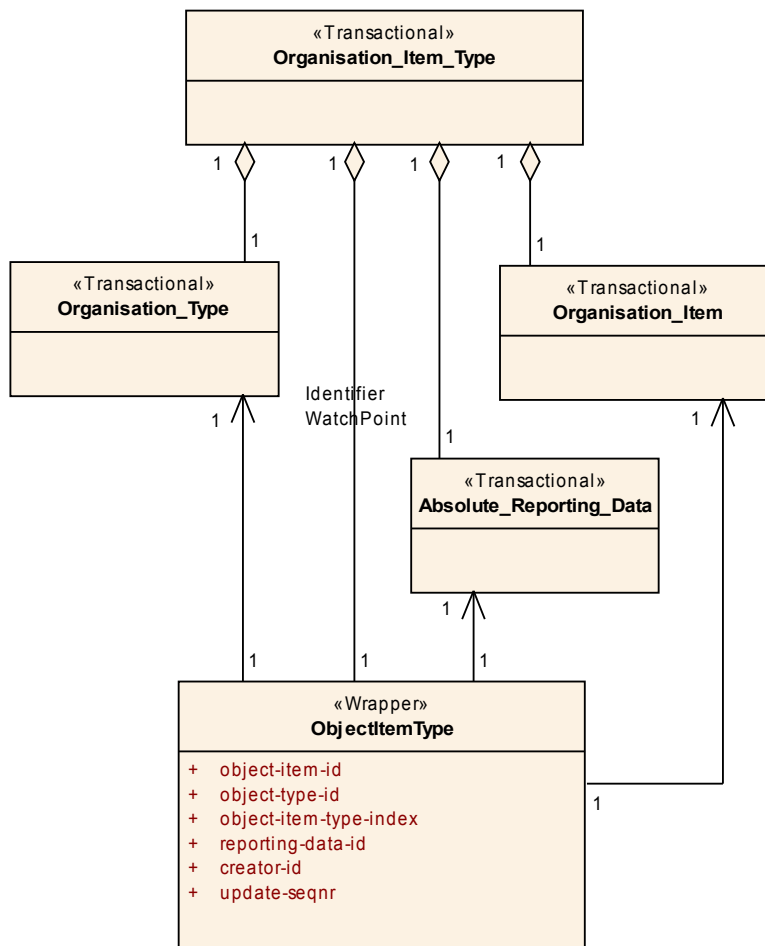 «Transactional»
Organisation_Item_Type
1
1
1
1
1
1
«Transactional»
Organisation_Type
«Transactional»
Organisation_Item
Identifier
WatchPoint
1
1
1
«Transactional»
Absolute_Reporting_Data
1
1
1
1
«Wrapper»
ObjectItemType
+ object-item-id
+ object-type-id
+ object-item-type-index
+ reporting-data-id
+ creator-id
+ update-seqnr
1